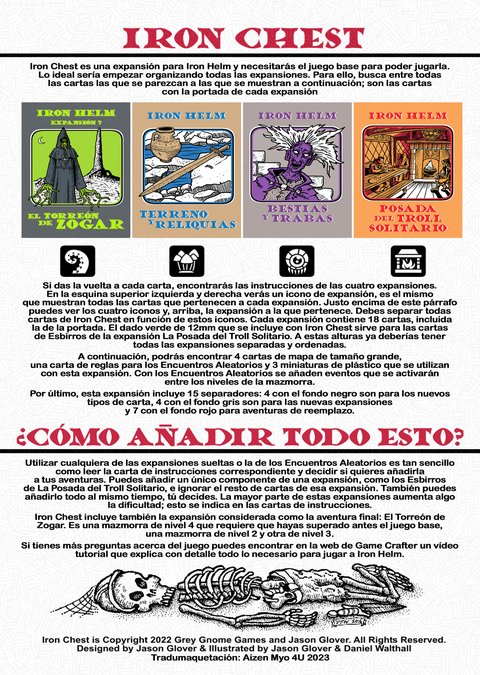 IRON CHEST
Iron Chest es una expansión para Iron Helm y necesitarás el juego base para poder jugarla.
Lo ideal sería empezar organizando todas las expansiones. Para ello, busca entre todas
las cartas las que se parezcan a las que se muestran a continuación; son las cartas
con la portada de cada expansión
IRON HELM
EXPANSIÓN 7
EL TORREÓN
DE ZOGAR
IRON HELM
TERRENO
Y RELIQUIAS
IRON HELM
BESTIAS
Y TRABAS
IRON HELM
POSADA
DEL TROLL
SOLITARIO
Si das la vuelta a cada carta, encontrarás las instrucciones de las cuatro expansiones.
En la esquina superior izquierda y derecha verás un icono de expansión, es el mismo
que muestran todas las cartas que pertenecen a cada expansión. Justo encima de este párrafo
puedes ver los cuatro iconos y, arriba, la expansión a la que pertenece. Debes separar todas
cartas de Iron Chest en función de estos iconos. Cada expansión contiene 18 cartas, incluida
la de la portada. El dado verde de 12mm que se incluye con Iron Chest sirve para las cartas
de Esbirros de la expansión La Posada del Troll Solitario. A estas alturas ya deberías tener
todas las expansiones separadas y ordenadas.
A continuación, podrás encontrar 4 cartas de mapa de tamaño grande,
una carta de reglas para los Encuentros Aleatorios y 3 miniaturas de plástico que se utilizan
con esta expansión. Con los Encuentros Aleatorios se añaden eventos que se activarán
entre los niveles de la mazmorra.
Por último, esta expansión incluye 15 separadores: 4 con el fondo negro son para los nuevos
tipos de carta, 4 con el fondo gris son para las nuevas expansiones
y 7 con el fondo rojo para aventuras de reemplazo.
¿CÓMO AÑADIR TODO ESTO?
Utilizar cualquiera de las expansiones sueltas o la de los Encuentros Aleatorios es tan sencillo
como leer la carta de instrucciones correspondiente y decidir si quieres añadirla
a tus aventuras. Puedes añadir un único componente de una expansión, como los Esbirros
de La Posada del Troll Solitario, e ignorar el resto de cartas de esa expansión. También puedes
añadirlo todo al mismo tiempo, tú decides. La mayor parte de estas expansiones aumenta algo
la dificultad; esto se indica en las cartas de instrucciones.
Iron Chest incluye también la expansión considerada como la aventura final: El Torreón de
Zogar. Es una mazmorra de nivel 4 que requiere que hayas superado antes el juego base,
una mazmorra de nivel 2 y otra de nivel 3.
Si tienes más preguntas acerca del juego puedes encontrar en la web de Game Crafter un vídeo
tutorial que explica con detalle todo lo necesario para jugar a Iron Helm.
Iron Chest is Copyright 2022 Grey Gnome Games and Jason Glover. All Rights Reserved.
Designed by Jason Glover & Illustrated by Jason Glover & Daniel Walthall
Tradumaquetación: Aizen Myo 4U 2023